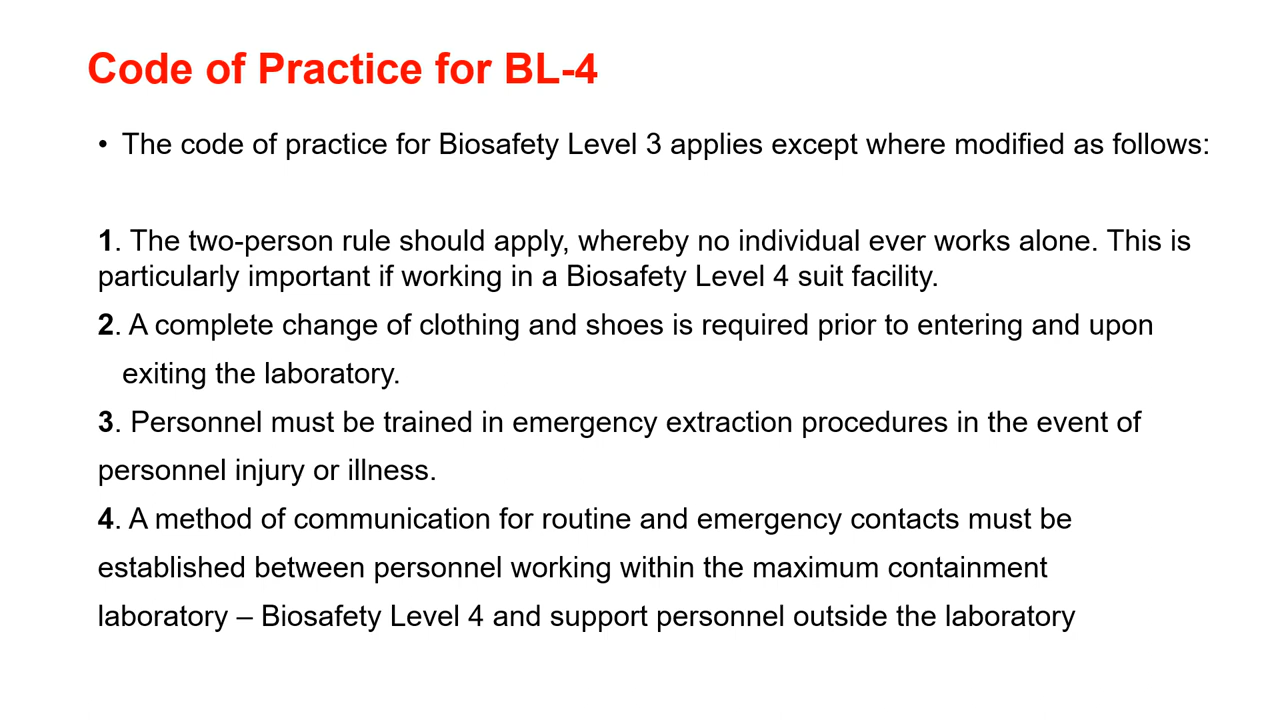 Code of Practice for BL-4
• The code of practice for Biosafety Level 3 applies except where modified as follows:
1. The two-person rule should apply, whereby no individual ever works alone. This is
particularly important if working in a Biosafety Level 4 suit facility.
2. A complete change of clothing and shoes is required prior to entering and upon
exiting the laboratory.
3. Personnel must be trained in emergency extraction procedures in the event of
personnel injury or illness.
4. A method of communication for routine and emergency contacts must be
established between personnel working within the maximum containment
laboratory – Biosafety Level 4 and support personnel outside the laboratory